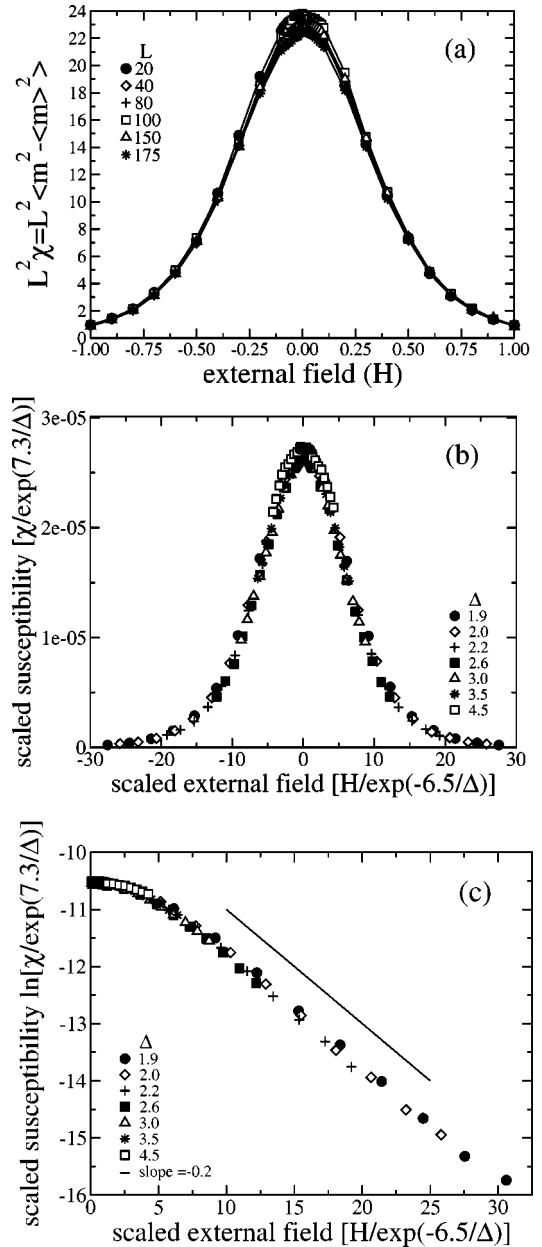 24
22
20
18
16
14
12
10
8
6
4
2
0
(a)
L
20
40
80
100
150
175
L²χ=L²<m²-<m>²>
-1.00 -0.75 -0.50 -0.25 0.00 0.25 0.50 0.75 1.00
external field (H)
3e-05
2e-05
1e-05
0
(b)
Δ
1.9
2.0
2.2
2.6
3.0
3.5
4.5
scaled susceptibility [χ/exp(7.3/Δ)]
-30 -20 -10 0 10 20 30
scaled external field [H/exp(-6.5/Δ)]
-10
-11
-12
-13
-14
-15
-16
(c)
Δ
1.9
2.0
2.2
2.6
3.0
3.5
4.5
slope =-0.2
scaled susceptibility ln[χ/exp(7.3/Δ)]
0 5 10 15 20 25 30
scaled external field [H/exp(-6.5/Δ)]